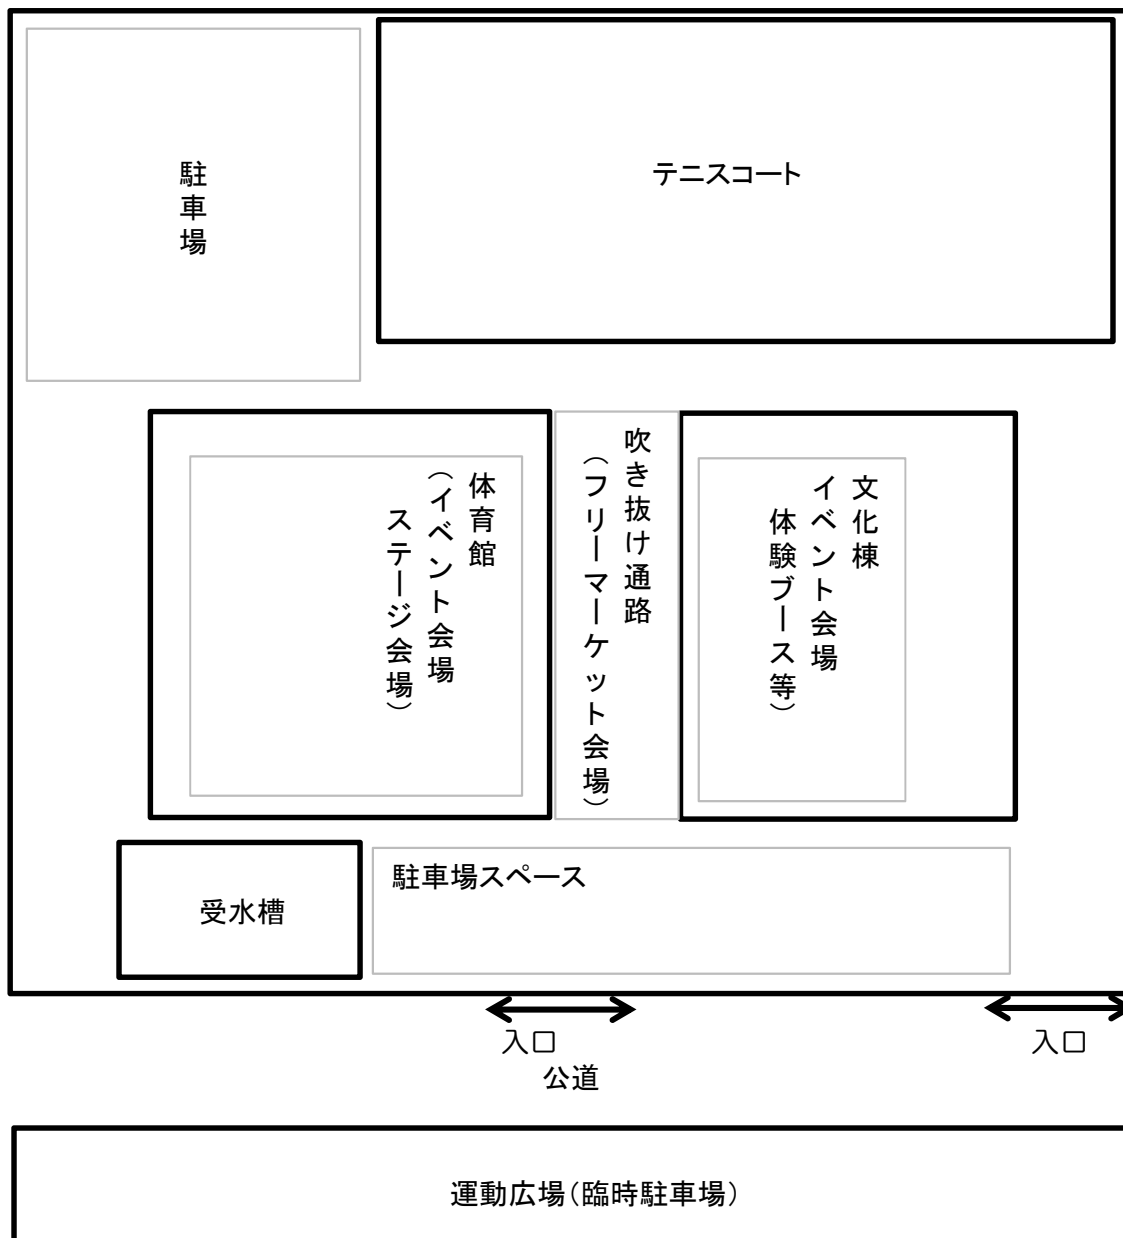 駐車場
テニスコート
体育館
（イベント会場
ステージ会場）
吹き抜け通路
（フリーマーケット会場）
文化棟
イベント会場
体験ブース等）
受水槽
駐車場スペース
入口
入口
公道
運動広場（臨時駐車場）